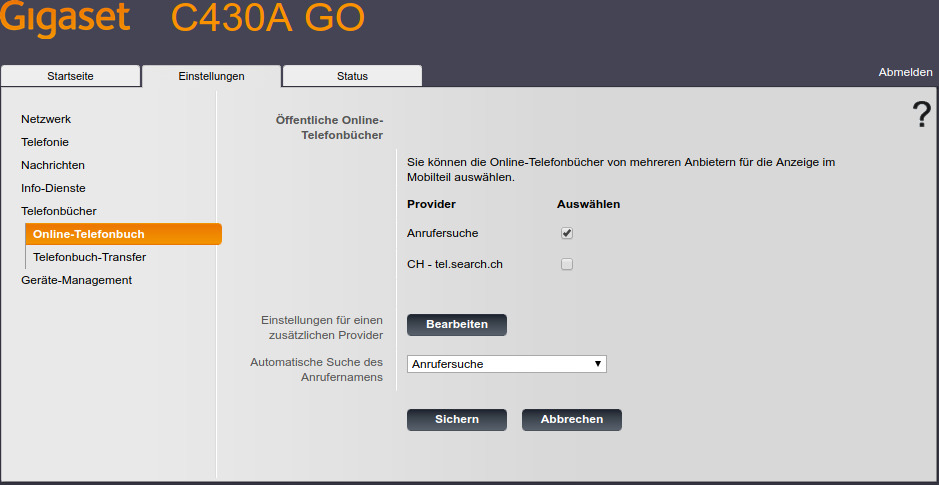 Gigaset C430A GO
Startseite Einstellungen Status Abmelden
?
Netzwerk
Telefonie
Nachrichten
Info-Dienste
Telefonbücher
Online-Telefonbuch
Telefonbuch-Transfer
Geräte-Management
Öffentliche Online-
Telefonbücher
Sie können die Online-Telefonbücher von mehreren Anbietern für die Anzeige im
Mobilteil auswählen.
Provider Auswählen
Anrufersuche
CH - tel.search.ch
Einstellungen für einen
zusätzlichen Provider
Bearbeiten
Automatische Suche des
Anrufernamens
Anrufersuche
Sichern Abbrechen